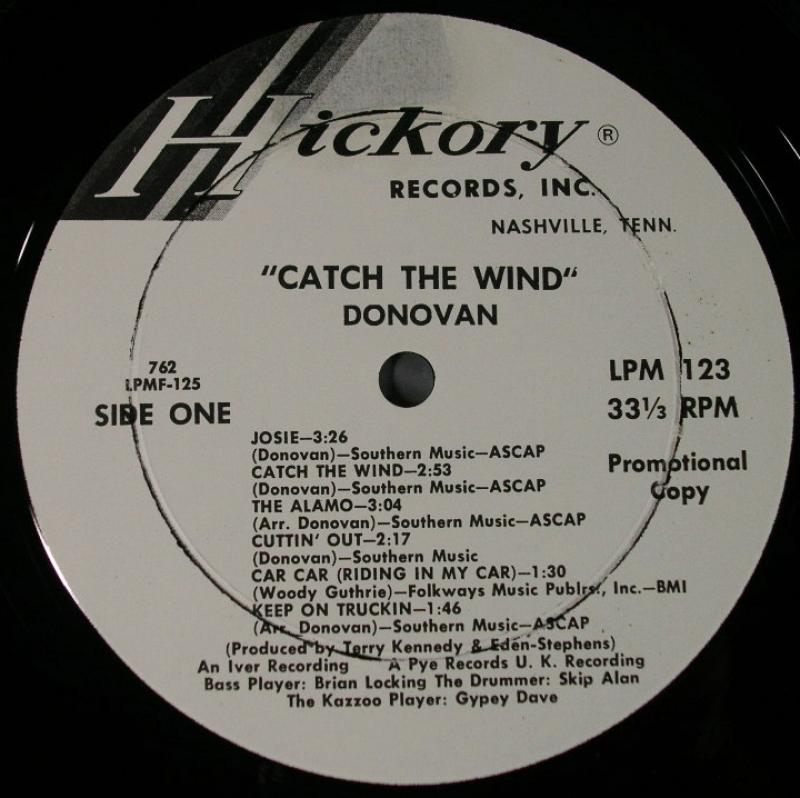 Hickory ®
RECORDS, INC.
NASHVILLE, TENN.
"CATCH THE WIND"
DONOVAN
762
LPMF-125
SIDE ONE
LPM 123
33⅓ RPM
Promotional
Copy
JOSIE—3:26
(Donovan)—Southern Music—ASCAP
CATCH THE WIND—2:53
(Donovan)—Southern Music—ASCAP
THE ALAMO—3:04
(Arr. Donovan)—Southern Music—ASCAP
CUTTIN' OUT—2:17
(Donovan)—Southern Music
CAR CAR (RIDING IN MY CAR)—1:30
(Woody Guthrie)—Folkways Music Publrs., Inc.—BMI
KEEP ON TRUCKIN—1:46
(Arr. Donovan)—Southern Music—ASCAP
(Produced by Terry Kennedy & Eden-Stephens)
An Iver Recording A Pye Records U. K. Recording
Bass Player: Brian Locking The Drummer: Skip Alan
The Kazzoo Player: Gypey Dave